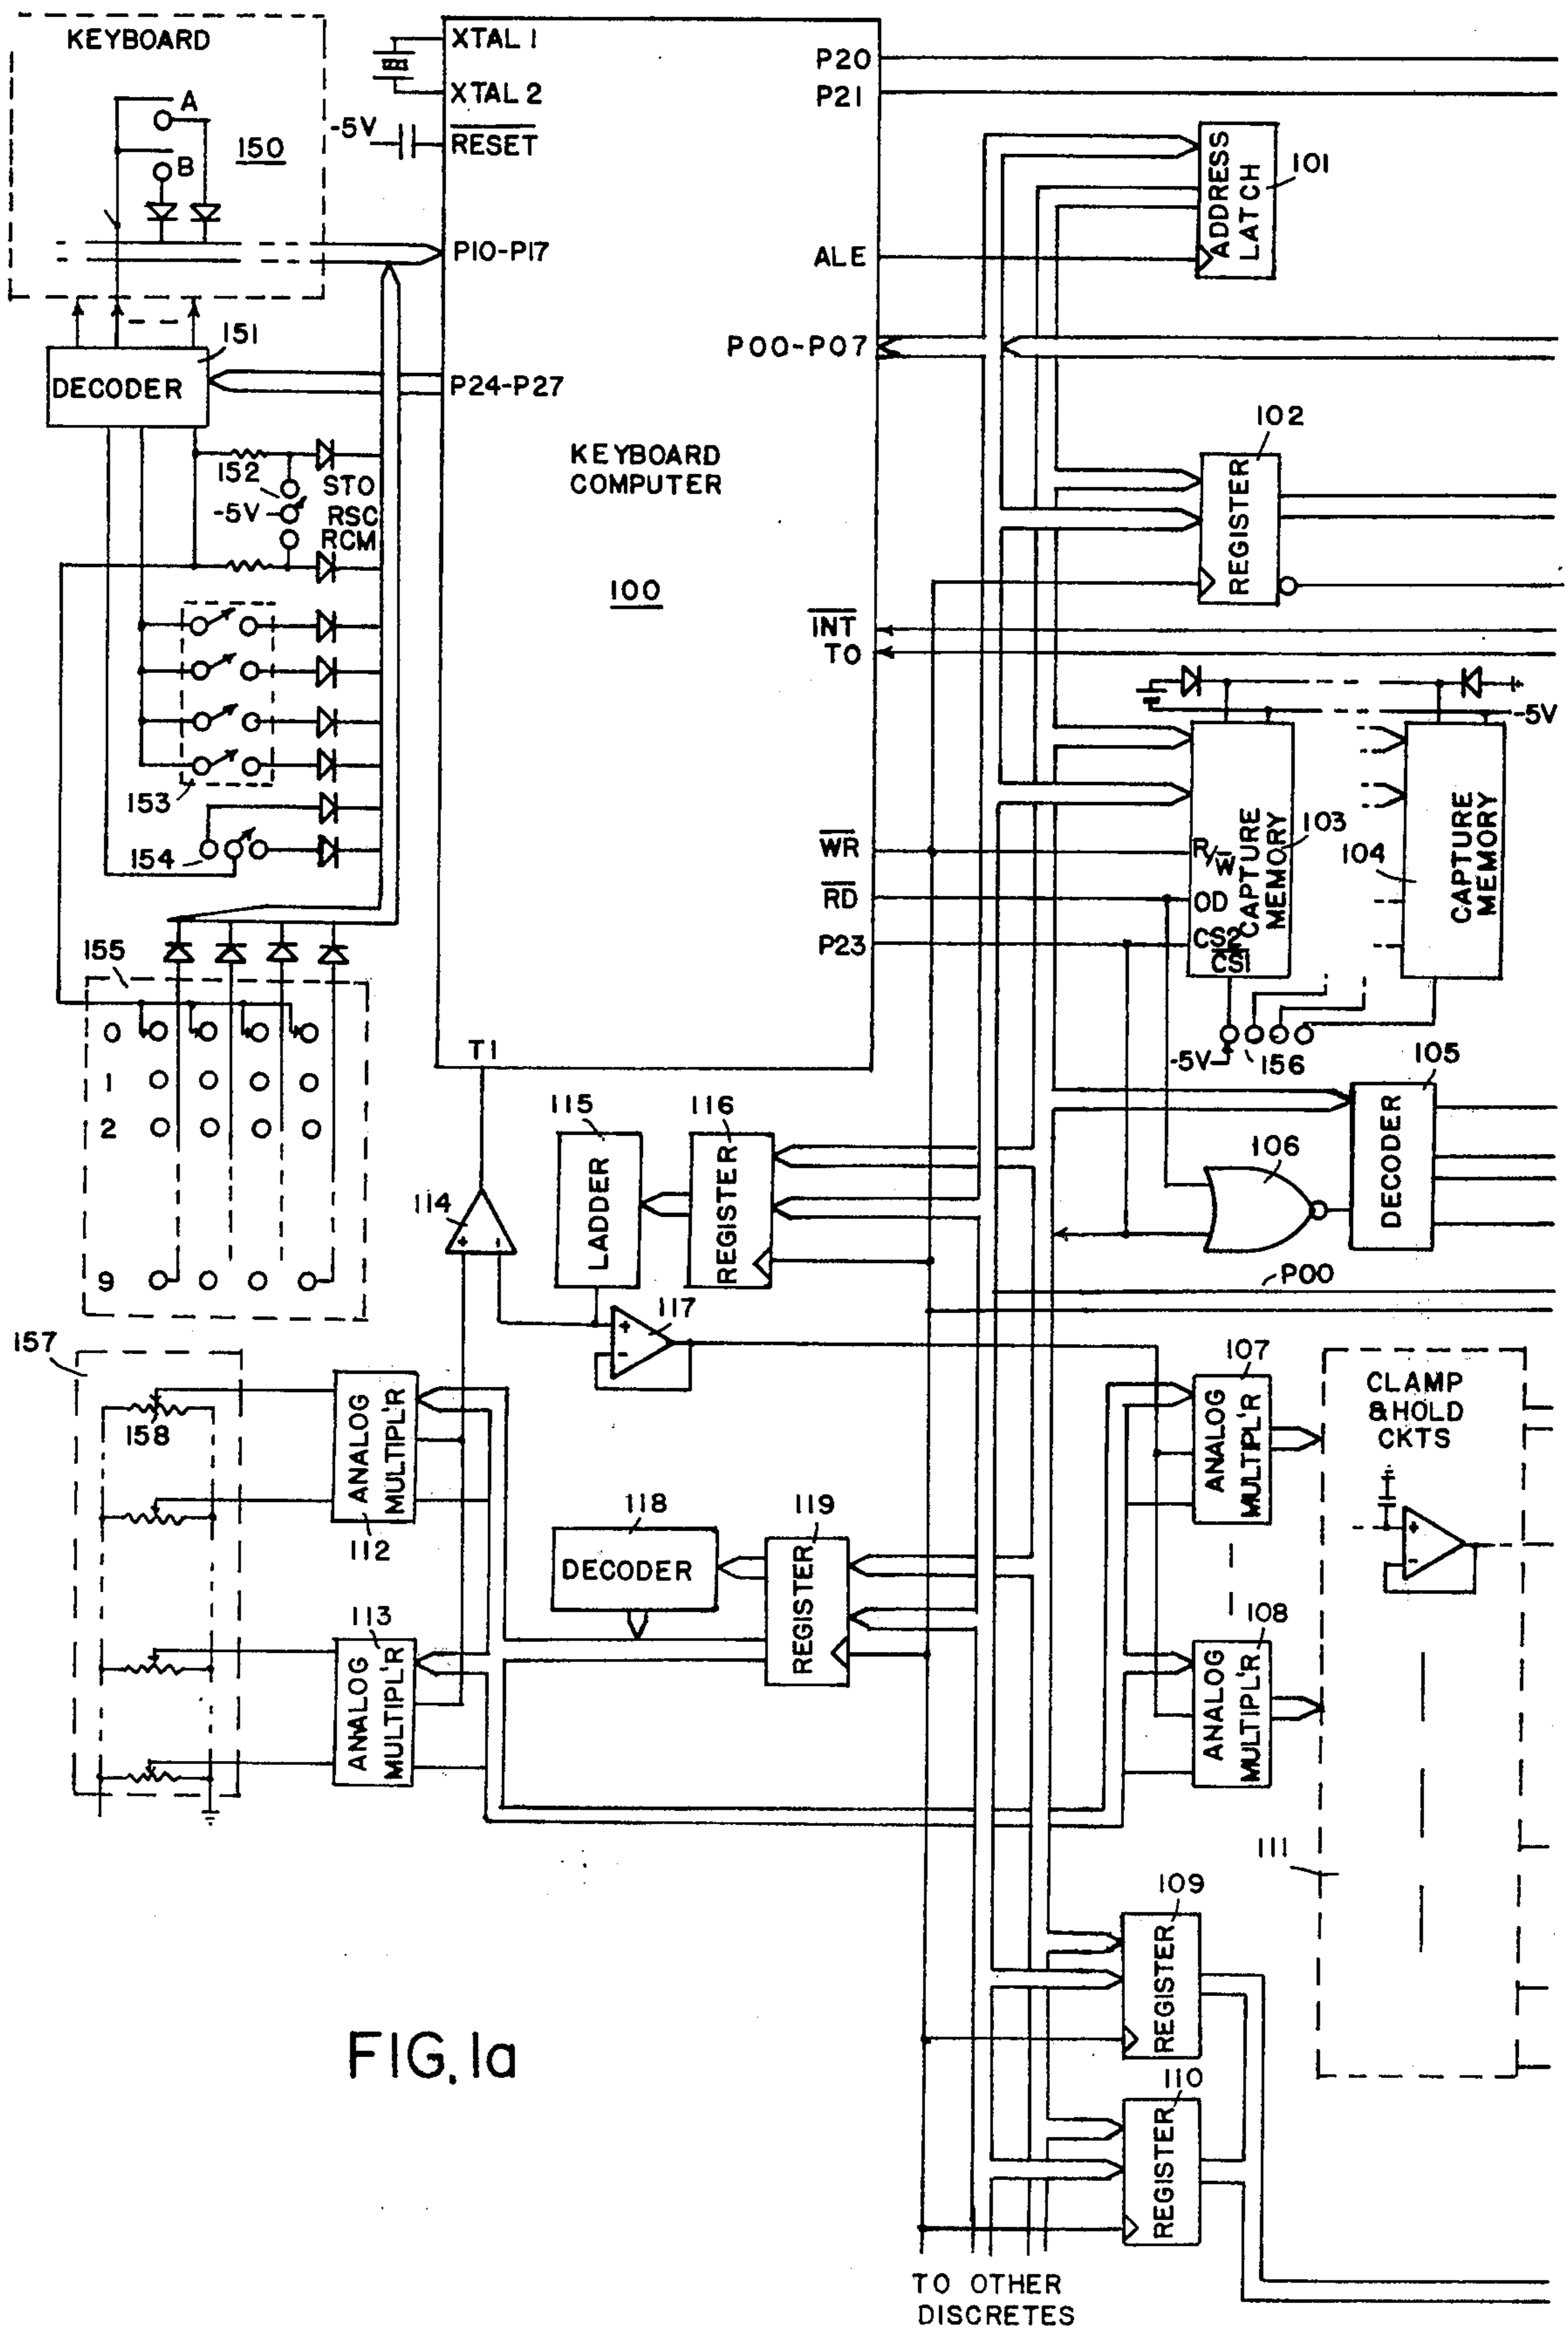 KEYBOARD
A
B
150
XTAL 1
XTAL 2
-5V
RESET
P10-P17
P20
P21
ADDRESS LATCH
101
ALE
P00-P07
151
DECODER
P24-P27
KEYBOARD
COMPUTER
100
102
REGISTER
152
STO
-5V
RSC
RCM
INT
TO
+
-5V
153
154
WR
RD
P23
R/W
OD
CS2
CS1
CAPTURE MEMORY
103
104
CAPTURE MEMORY
-5V
156
155
0
1
2
9
T1
105
DECODER
106
115
LADDER
116
REGISTER
114
+ -
117
+
-
P00
157
158
ANALOG MULTIPL'R
112
113
ANALOG MULTIPL'R
118
DECODER
119
REGISTER
107
ANALOG MULTIPL'R
108
ANALOG MULTIPL'R
CLAMP
& HOLD
CKTS
+
-
111
109
REGISTER
110
REGISTER
FIG. 1a
TO OTHER
DISCRETES